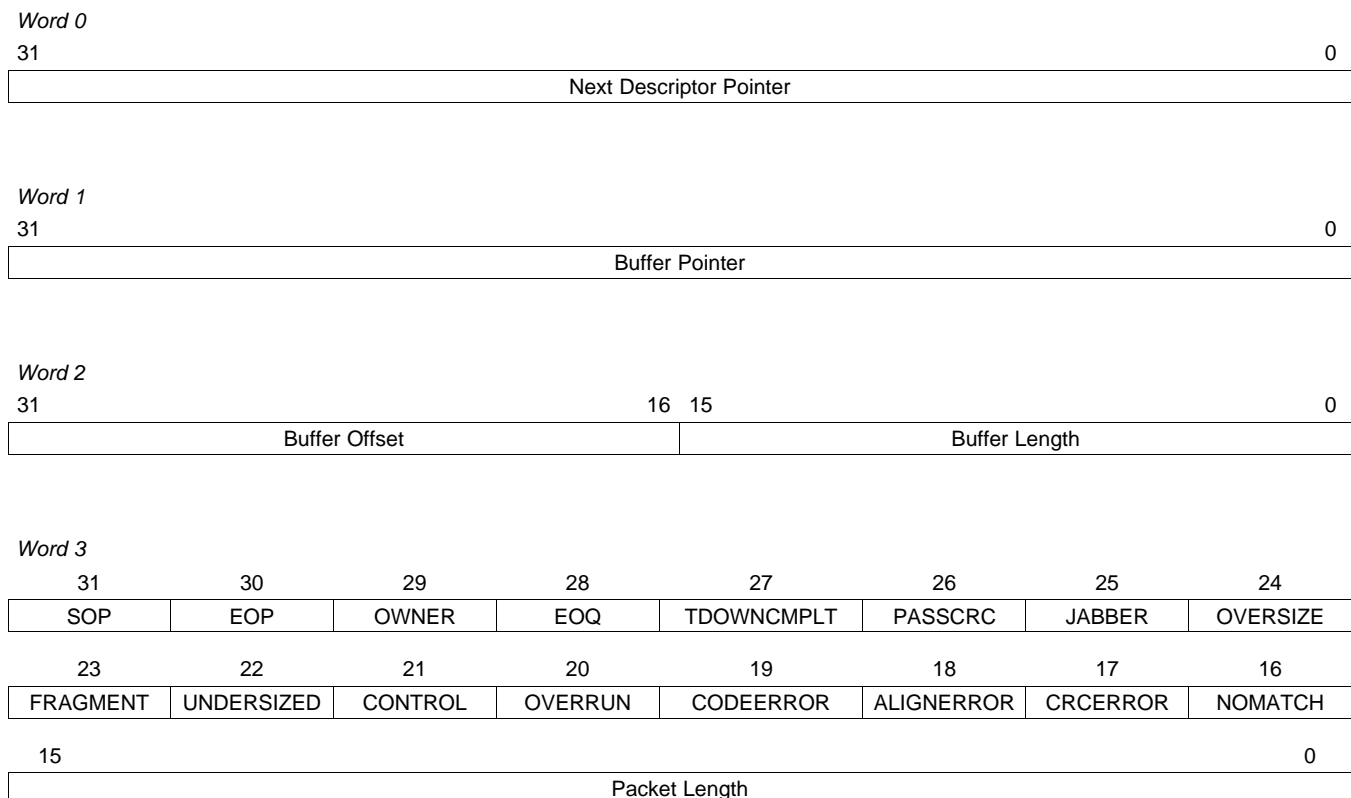 Word 0
31 0
Next Descriptor Pointer
Word 1
31 0
Buffer Pointer
Word 2
31 16 15 0
Buffer Offset Buffer Length
Word 3
31 30 29 28 27 26 25 24
SOP EOP OWNER EOQ TDOWNCMPLT PASSCRC JABBER OVERSIZE
23 22 21 20 19 18 17 16
FRAGMENT UNDERSIZED CONTROL OVERRUN CODEERROR ALIGNERROR CRCERROR NOMATCH
15 0
Packet Length